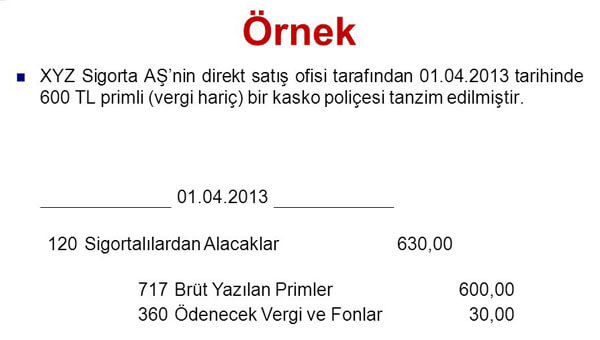 Örnek
XYZ Sigorta AŞ’nin direkt satış ofisi tarafından 01.04.2013 tarihinde
600 TL primli (vergi hariç) bir kasko poliçesi tanzim edilmiştir.
_____________ 01.04.2013 ____________
120 Sigortalılardan Alacaklar 630,00
717 Brüt Yazılan Primler 600,00
360 Ödenecek Vergi ve Fonlar 30,00